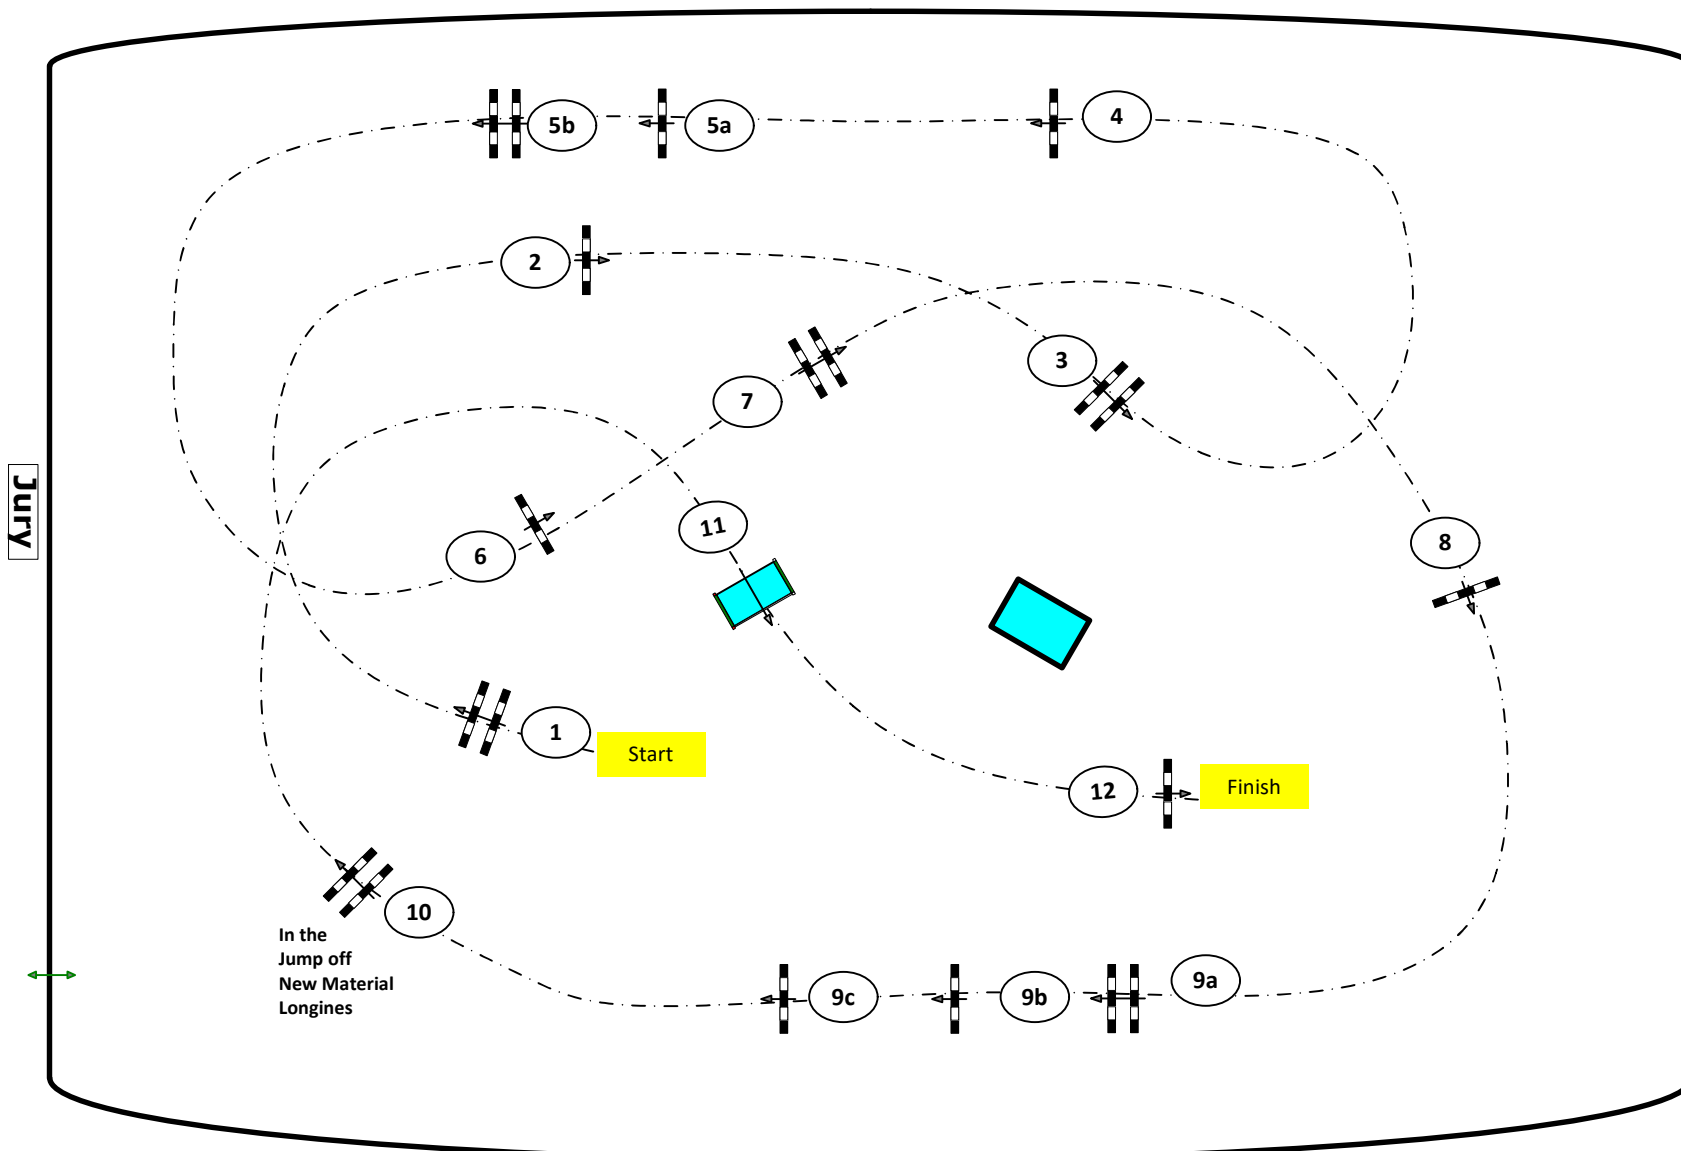 5b
5a
4
2
3
7
Jury
6
11
8
1
Start
12
Finish
10
In the
Jump off
New Material
Longines
9c
9b
9a